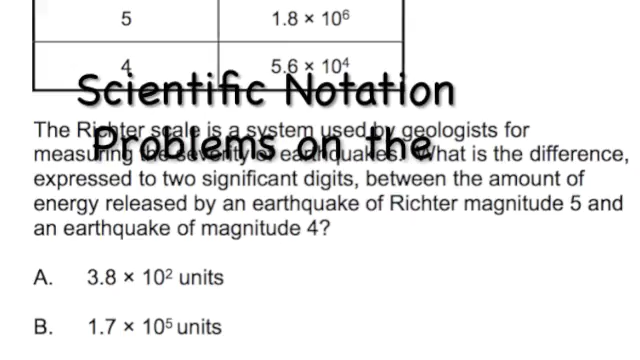 5 1.8 × 10⁶
4 5.6 × 10⁴
Scientific Notation
Problems on the
The Richter scale is a system used by geologists for
measuring the severity of earthquakes. What is the difference,
expressed to two significant digits, between the amount of
energy released by an earthquake of Richter magnitude 5 and
an earthquake of magnitude 4?
A. 3.8 × 10² units
B. 1.7 × 10⁵ units